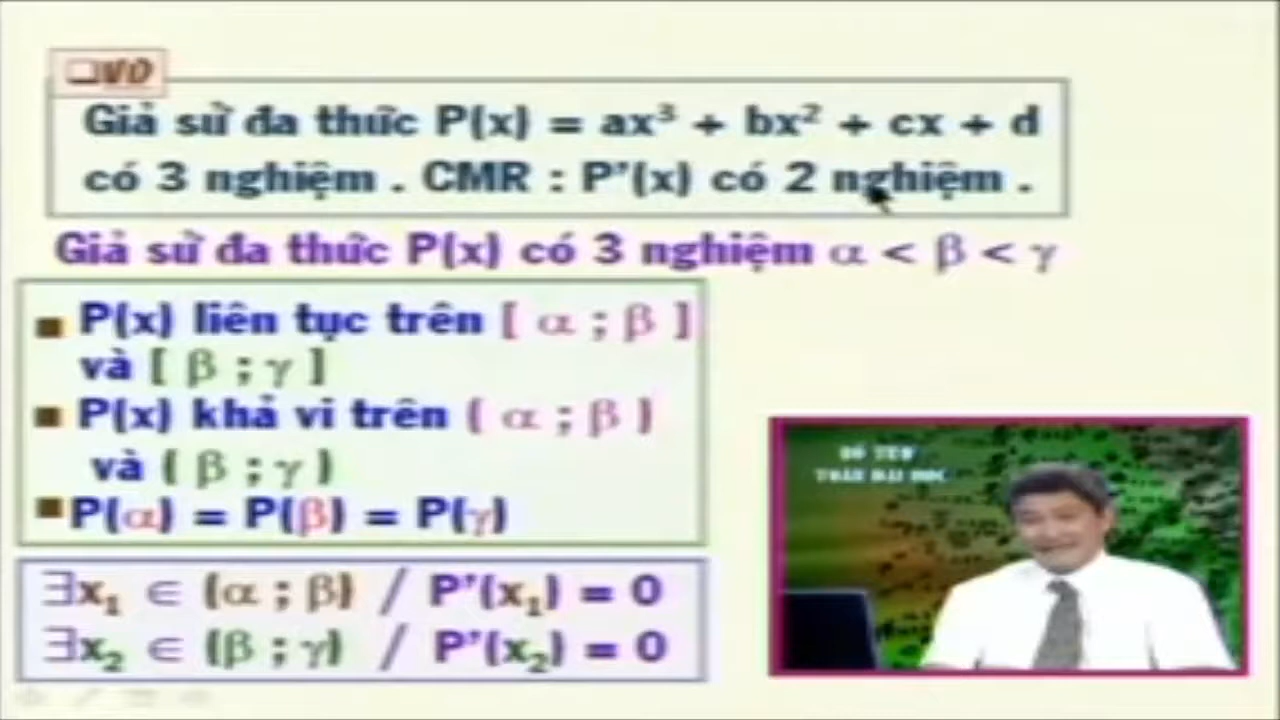 VD
Giả sử đa thức P(x) = ax³ + bx² + cx + d
có 3 nghiệm . CMR : P’(x) có 2 nghiệm .
Giả sử đa thức P(x) có 3 nghiệm α < β < γ
P(x) liên tục trên [ α ; β ]
và [ β ; γ ]
P(x) khả vi trên ( α ; β )
và ( β ; γ )
P(α) = P(β) = P(γ)
∃x₁ ∈ (α ; β) / P’(x₁) = 0
∃x₂ ∈ (β ; γ) / P’(x₂) = 0